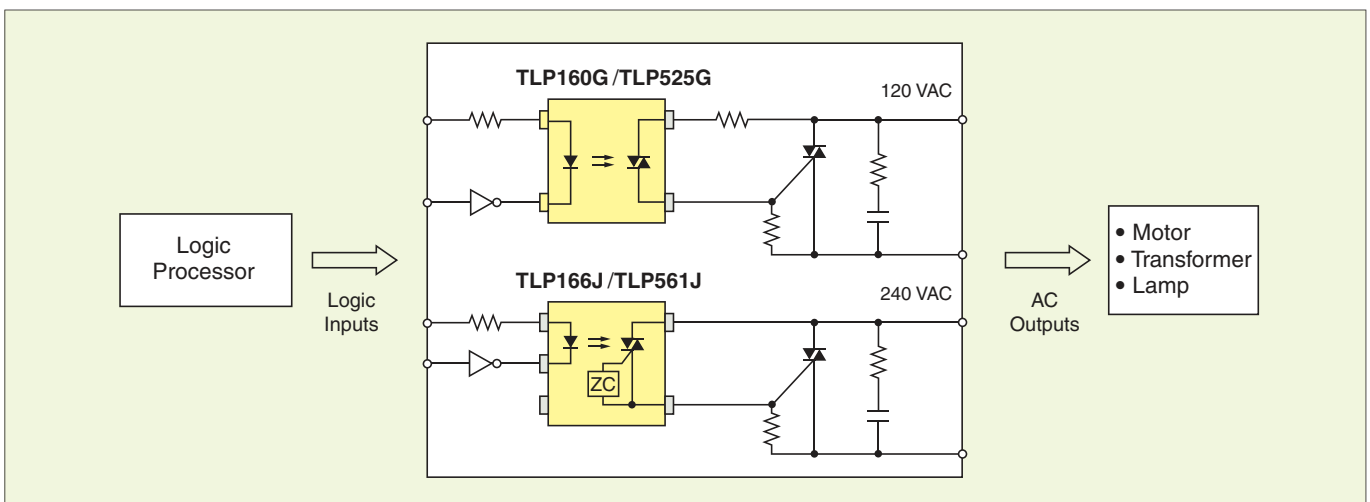 Logic
Processor
Logic
Inputs
TLP160G/TLP525G
120 VAC
TLP166J/TLP561J
240 VAC
ZC
AC
Outputs
• Motor
• Transformer
• Lamp